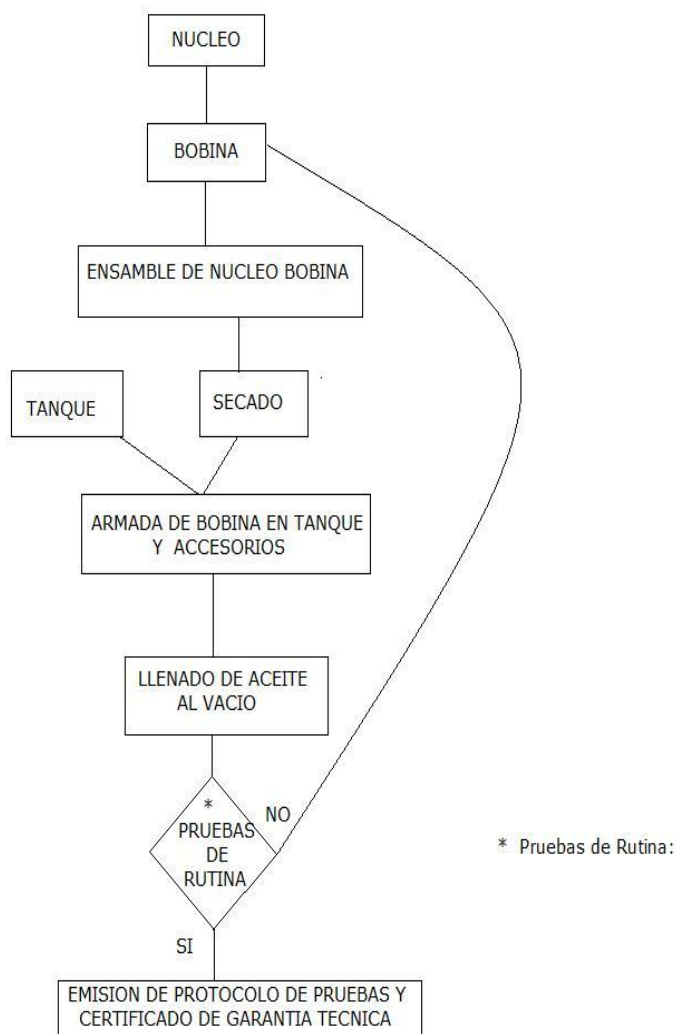 NUCLEO
BOBINA
ENSAMBLE DE NUCLEO BOBINA
TANQUE
SECADO
ARMADA DE BOBINA EN TANQUE
Y ACCESORIOS
LLENADO DE ACEITE
AL VACIO
*
PRUEBAS
DE
RUTINA
NO
* Pruebas de Rutina:
SI
EMISION DE PROTOCOLO DE PRUEBAS Y
CERTIFICADO DE GARANTIA TECNICA